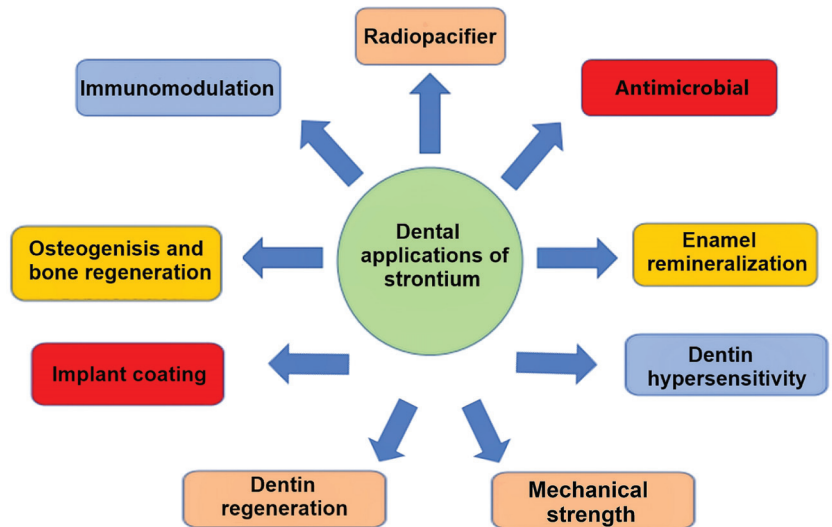 Radiopacifier
Immunomodulation
Antimicrobial
Dental
applications of
strontium
Osteogenisis and
bone regeneration
Enamel
remineralization
Implant coating
Dentin
hypersensitivity
Dentin
regeneration
Mechanical
strength